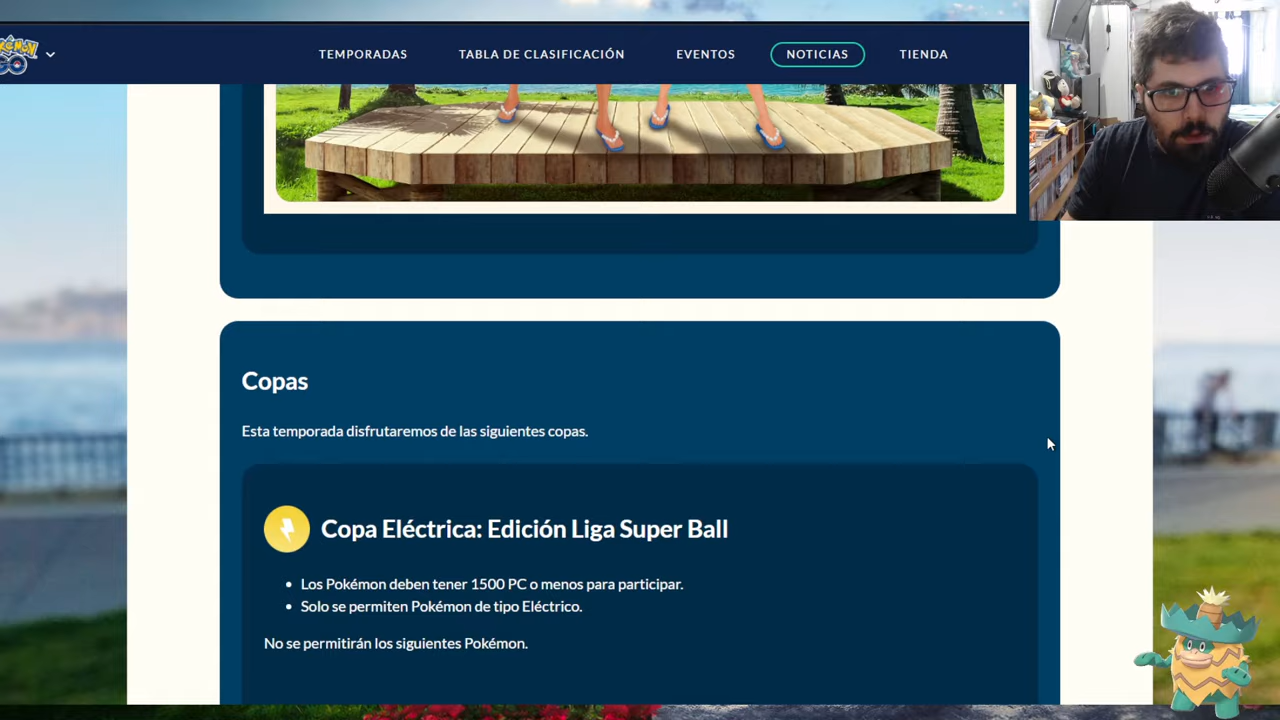 TEMPORADAS
TABLA DE CLASIFICACIÓN
EVENTOS
NOTICIAS
TIENDA
Copas
Esta temporada disfrutaremos de las siguientes copas.
Copa Eléctrica: Edición Liga Super Ball
• Los Pokémon deben tener 1500 PC o menos para participar.
• Solo se permiten Pokémon de tipo Eléctrico.
No se permitirán los siguientes Pokémon.